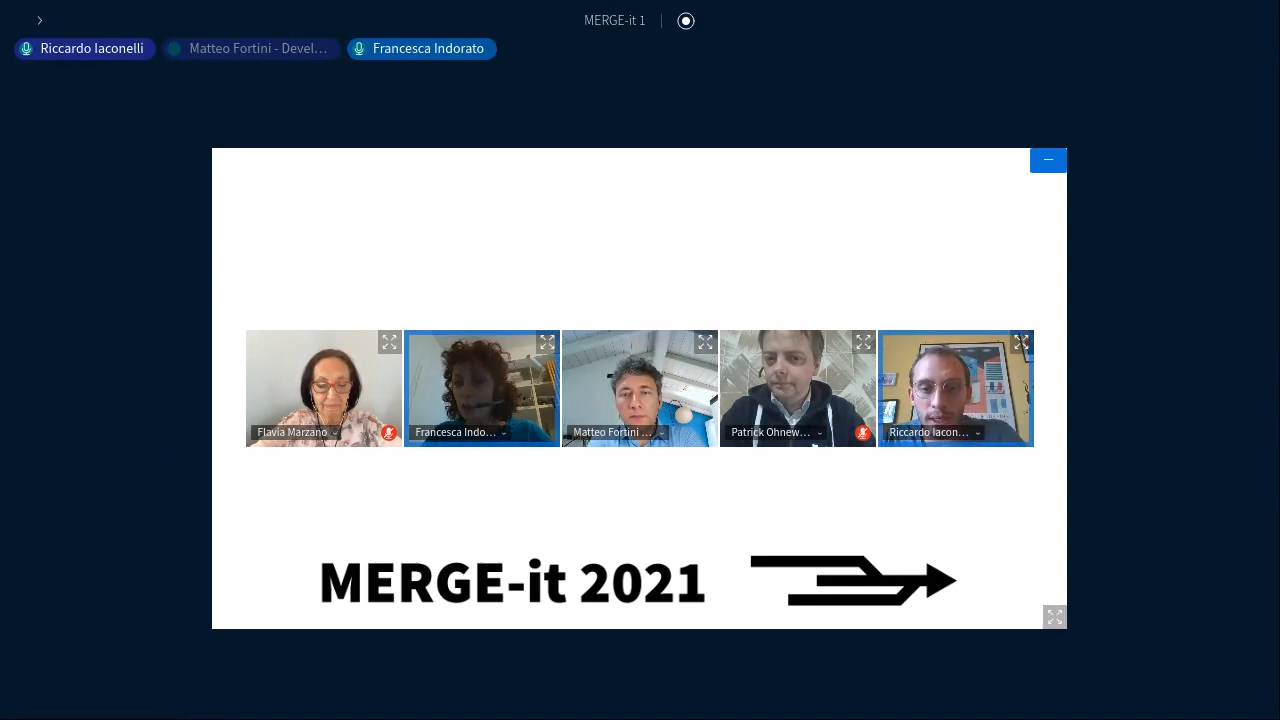 MERGE-it 1
Riccardo Iaconelli
Matteo Fortini - Devel…
Francesca Indorato
Flavia Marzano
Francesca Indo…
Matteo Fortini …
Patrick Ohnew…
Riccardo Iacon…
MERGE-it 2021